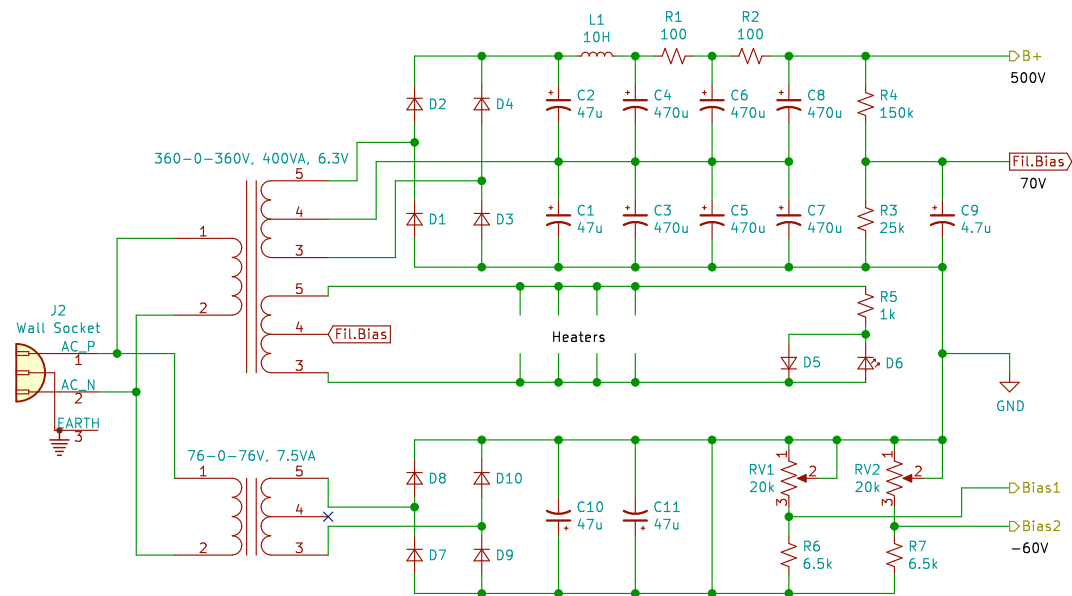 L1
10H
R1
100
R2
100
B+
500V
D2
D4
C2
47u
C4
470u
C6
470u
C8
470u
R4
150k
360-0-360V, 400VA, 6.3V
5
4
3
1
2
Fil.Bias
70V
D1
D3
C1
47u
C3
470u
C5
470u
C7
470u
R3
25k
C9
4.7u
5
4
3
Fil.Bias
Heaters
R5
1k
D5
D6
GND
J2
Wall Socket
AC_P
1
AC_N
2
EARTH
3
76-0-76V, 7.5VA
1
2
5
4
3
D8
D10
D7
D9
C10
47u
C11
47u
RV1
20k
1
2
3
RV2
20k
1
2
3
Bias1
Bias2
-60V
R6
6.5k
R7
6.5k